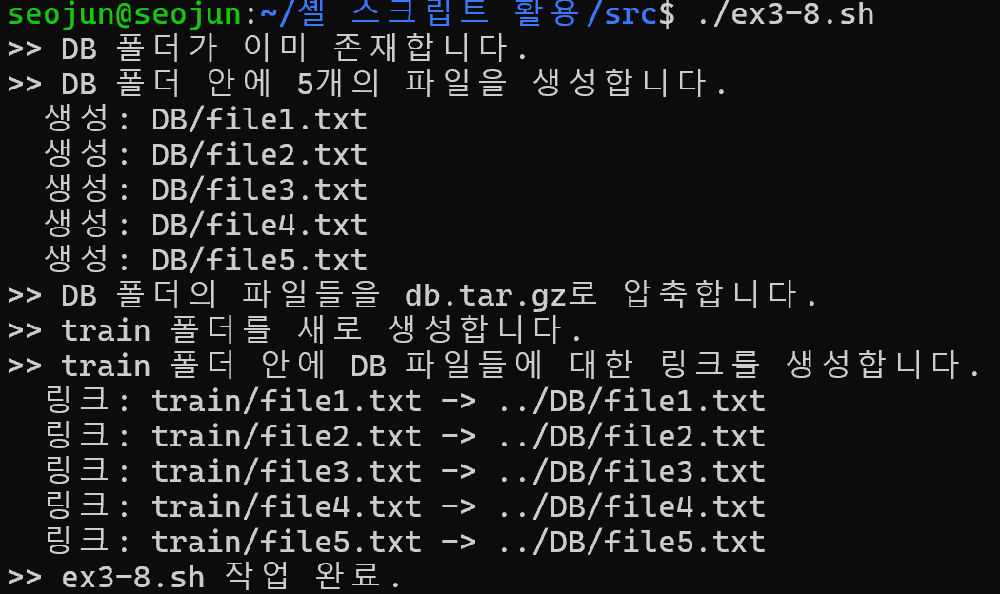 seojun@seojun:~/셸 스크립트 활용/src$ ./ex3-8.sh
>> DB 폴더가 이미 존재합니다.
>> DB 폴더 안에 5개의 파일을 생성합니다.
  생성: DB/file1.txt
  생성: DB/file2.txt
  생성: DB/file3.txt
  생성: DB/file4.txt
  생성: DB/file5.txt
>> DB 폴더의 파일들을 db.tar.gz로 압축합니다.
>> train 폴더를 새로 생성합니다.
>> train 폴더 안에 DB 파일들에 대한 링크를 생성합니다.
  링크: train/file1.txt -> ../DB/file1.txt
  링크: train/file2.txt -> ../DB/file2.txt
  링크: train/file3.txt -> ../DB/file3.txt
  링크: train/file4.txt -> ../DB/file4.txt
  링크: train/file5.txt -> ../DB/file5.txt
>> ex3-8.sh 작업 완료.